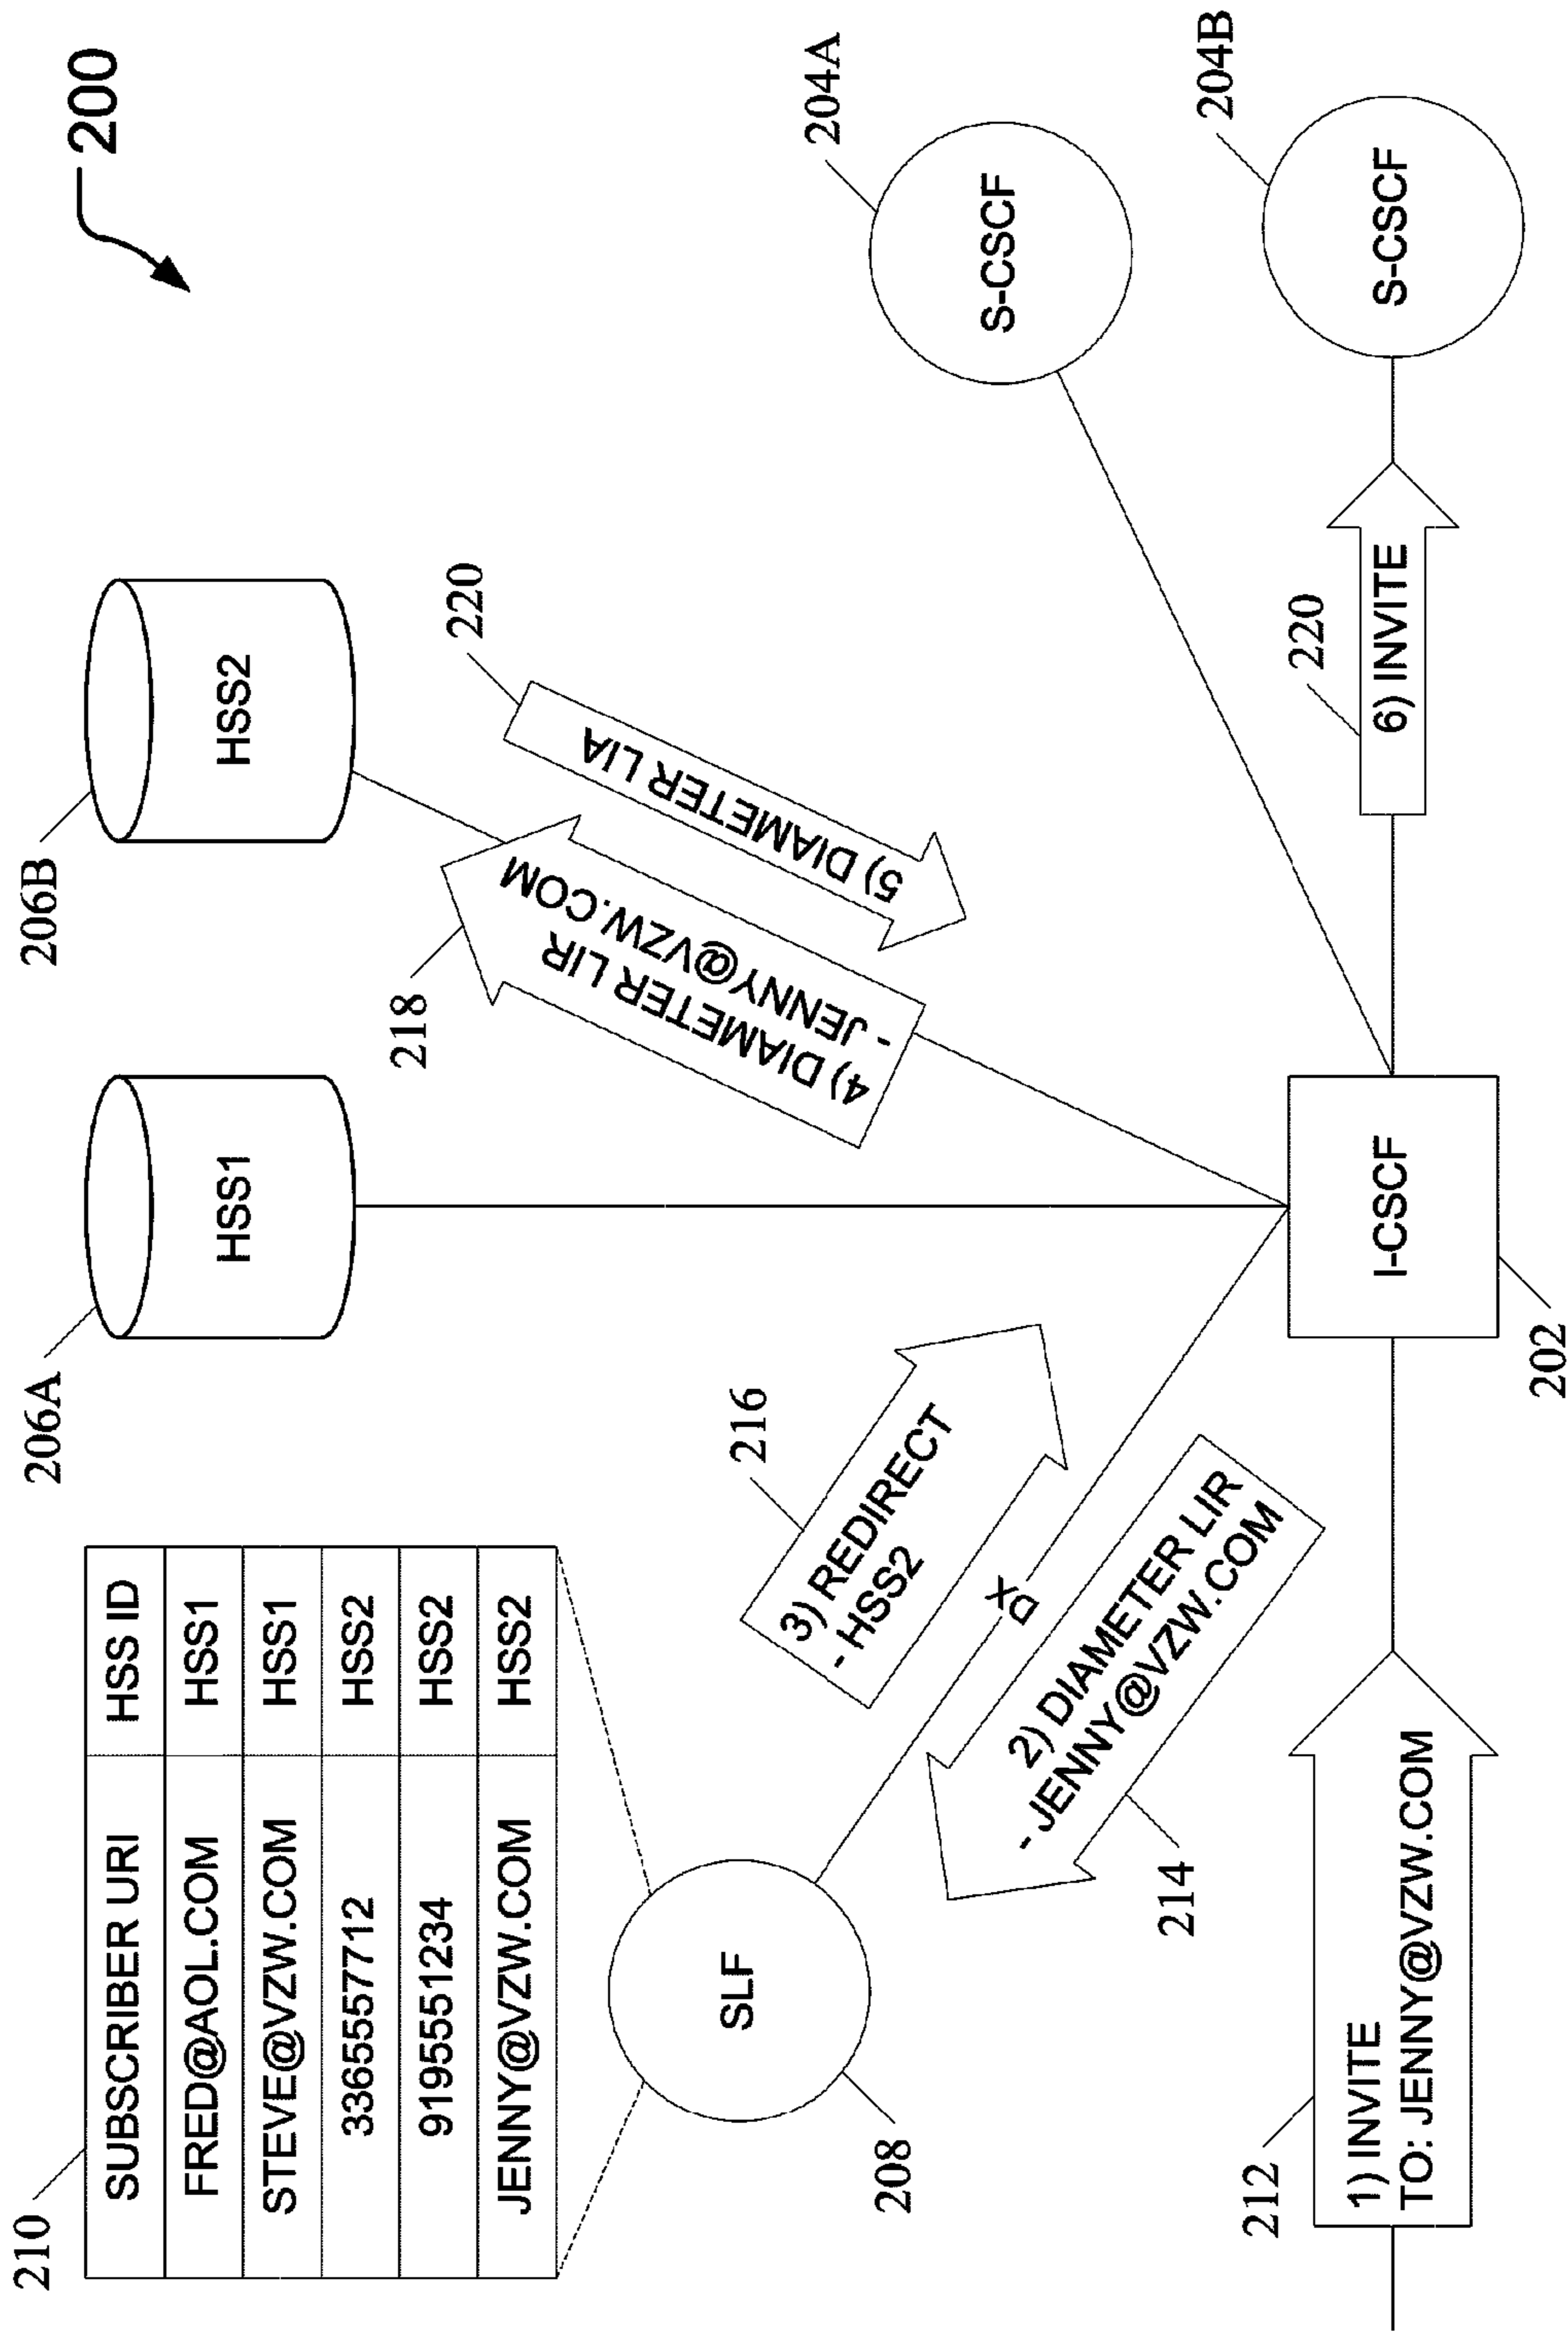 200
210
SUBSCRIBER URI HSS ID
FRED@AOL.COM HSS1
STEVE@VZW.COM HSS1
3365557712 HSS2
9195551234 HSS2
JENNY@VZW.COM HSS2
206A
HSS1
206B
HSS2
SLF
208
216
3) REDIRECT
- HSS2
DX
2) DIAMETER LIR
- JENNY@VZW.COM
214
218
4) DIAMETER LIR
- JENNY@VZW.COM
220
5) DIAMETER LIA
204A
S-CSCF
212
1) INVITE
TO: JENNY@VZW.COM
I-CSCF
202
220
6) INVITE
204B
S-CSCF